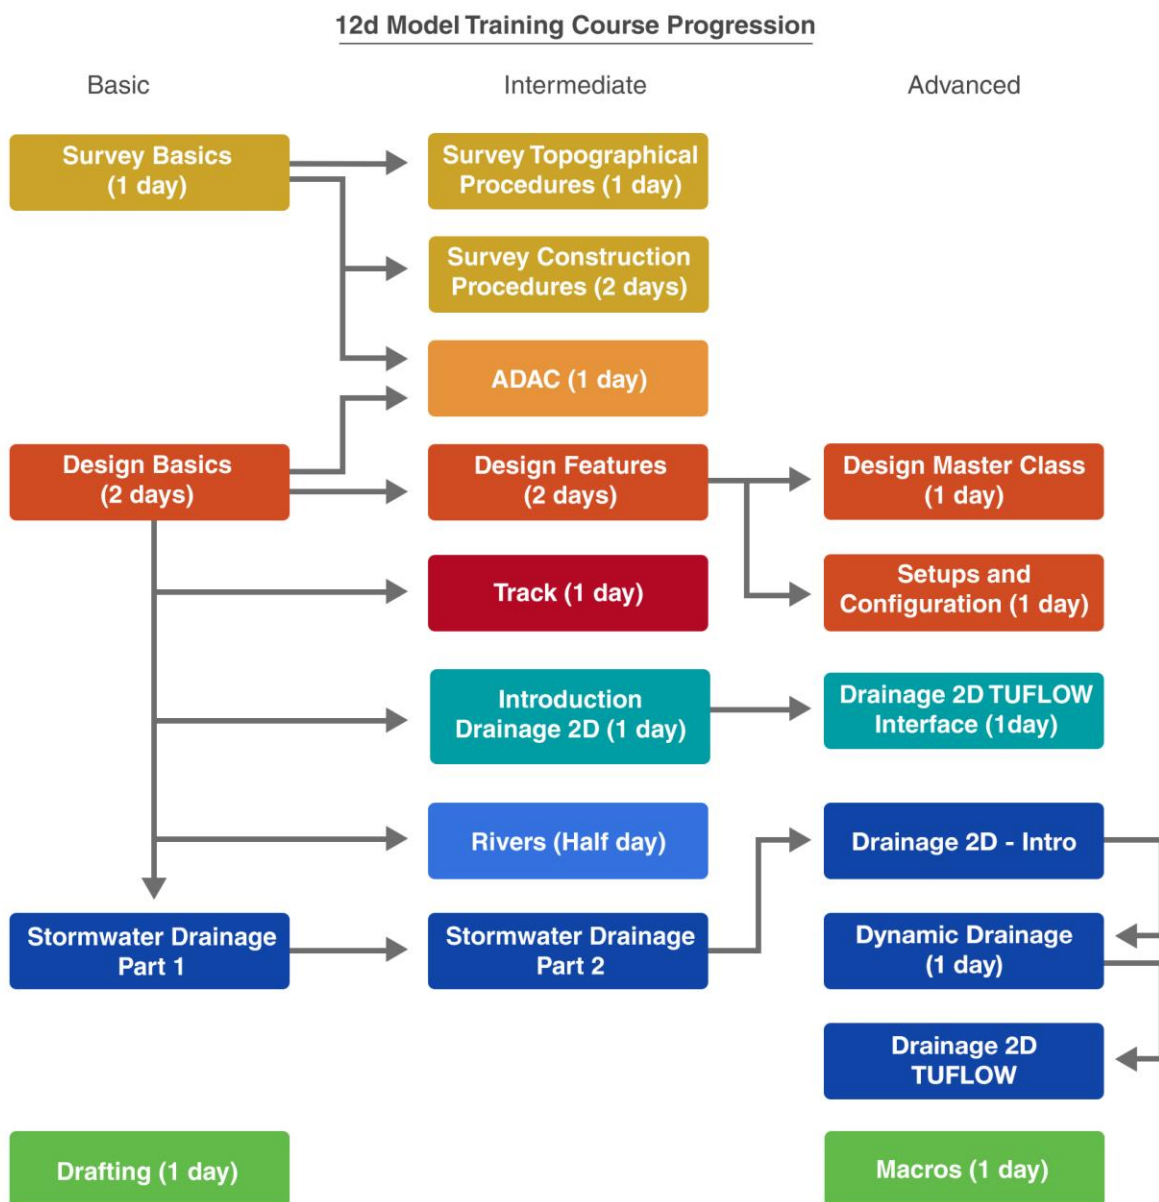 12d Model Training Course Progression
Basic
Intermediate
Advanced
Survey Basics
(1 day)
Survey Topographical
Procedures (1 day)
Survey Construction
Procedures (2 days)
ADAC (1 day)
Design Basics
(2 days)
Design Features
(2 days)
Design Master Class
(1 day)
Track (1 day)
Setups and
Configuration (1 day)
Introduction
Drainage 2D (1 day)
Drainage 2D TUFLOW
Interface (1day)
Rivers (Half day)
Drainage 2D - Intro
Stormwater Drainage
Part 1
Stormwater Drainage
Part 2
Dynamic Drainage
(1 day)
Drainage 2D
TUFLOW
Drafting (1 day)
Macros (1 day)